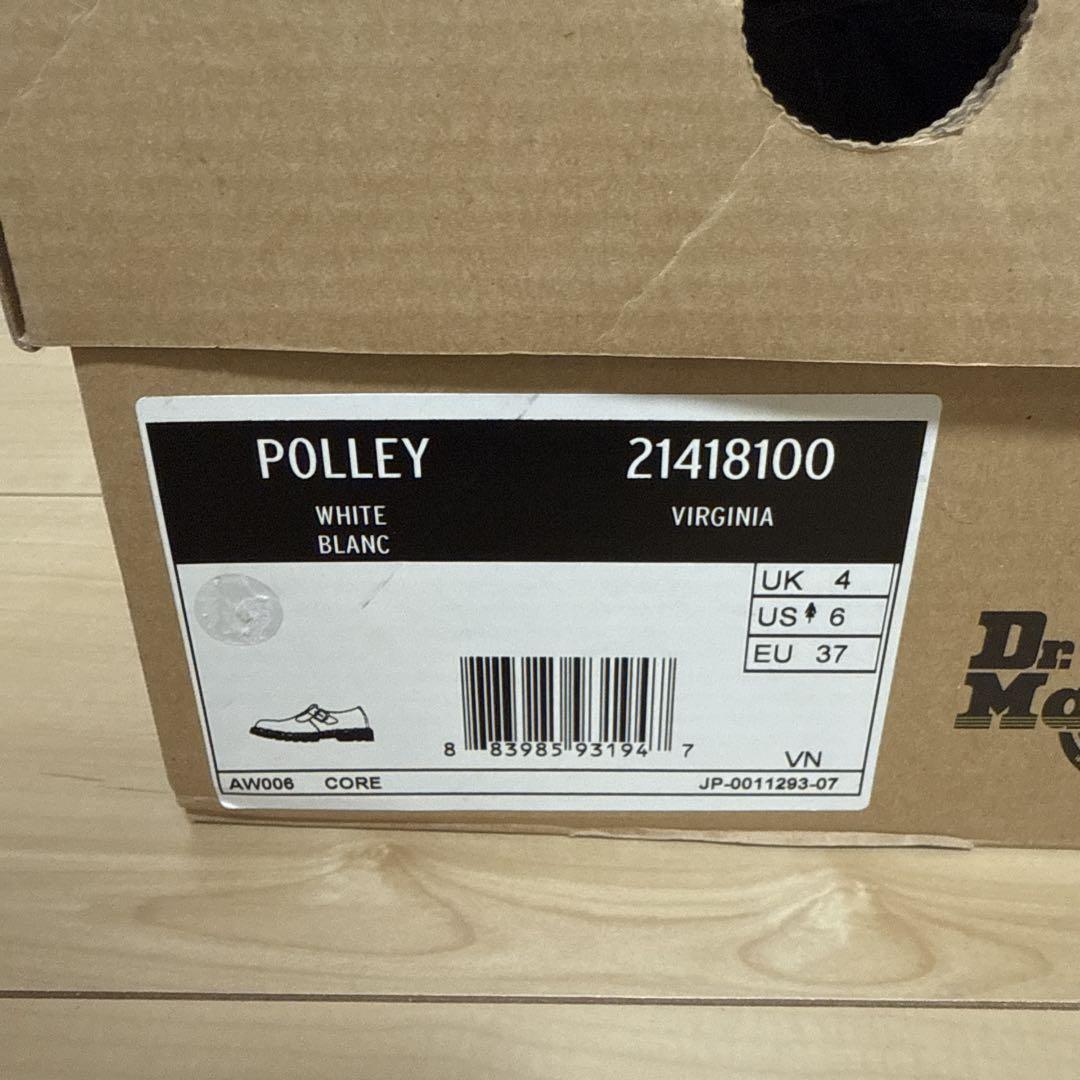 POLLEY 21418100
WHITE VIRGINIA
BLANC
UK 4
US 6
EU 37
8 83985 93194 7
VN
AW006 CORE JP-0011293-07
Dr.